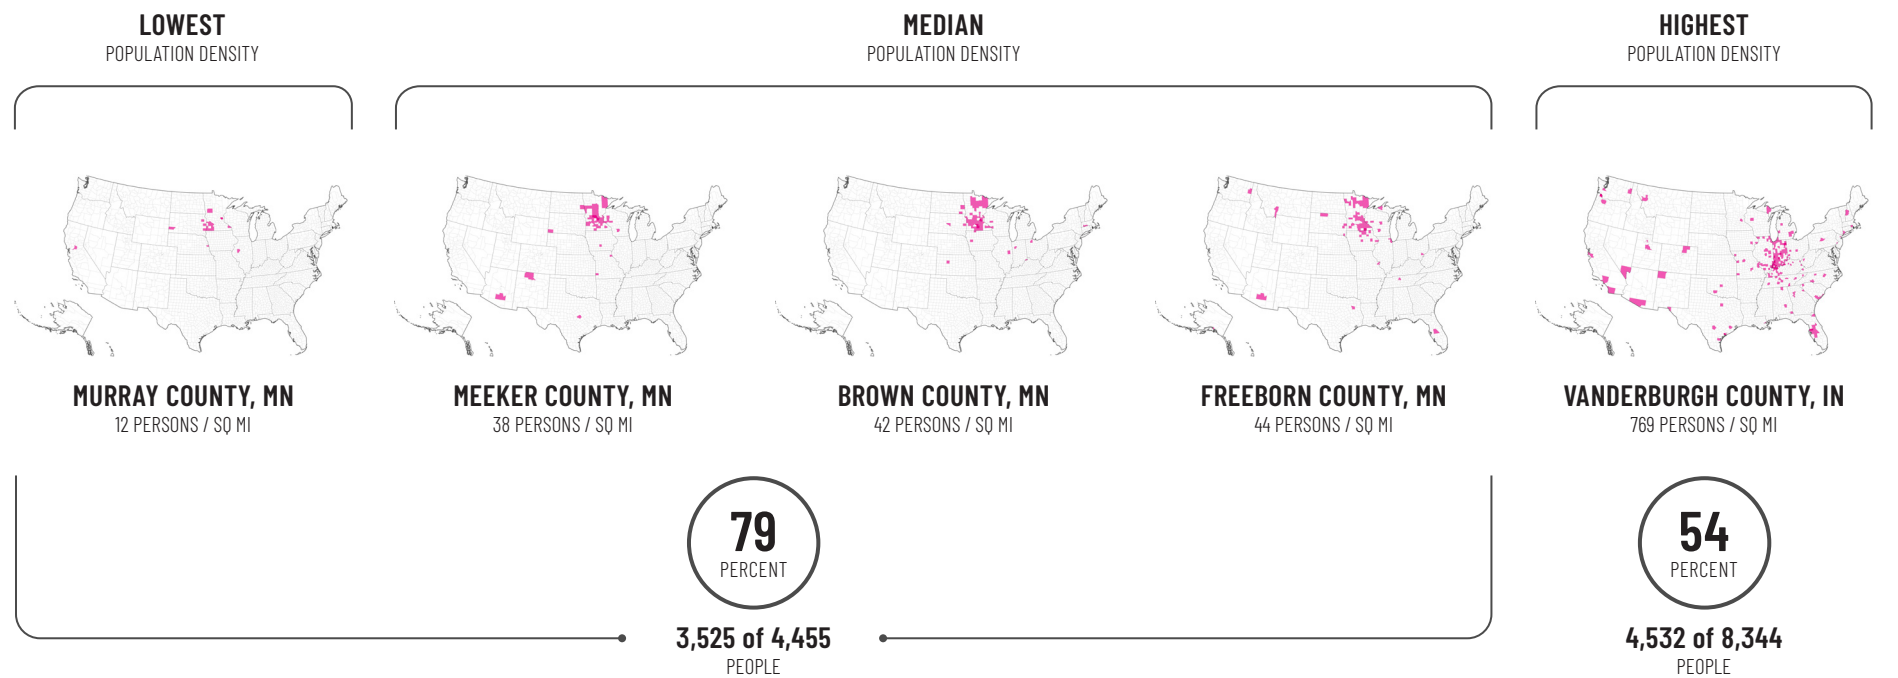 LOWEST
POPULATION DENSITY
MEDIAN
POPULATION DENSITY
HIGHEST
POPULATION DENSITY
MURRAY COUNTY, MN
12 PERSONS / SQ MI
MEEKER COUNTY, MN
38 PERSONS / SQ MI
BROWN COUNTY, MN
42 PERSONS / SQ MI
FREEBORN COUNTY, MN
44 PERSONS / SQ MI
VANDERBURGH COUNTY, IN
769 PERSONS / SQ MI
79
PERCENT
3,525 of 4,455
PEOPLE
54
PERCENT
4,532 of 8,344
PEOPLE